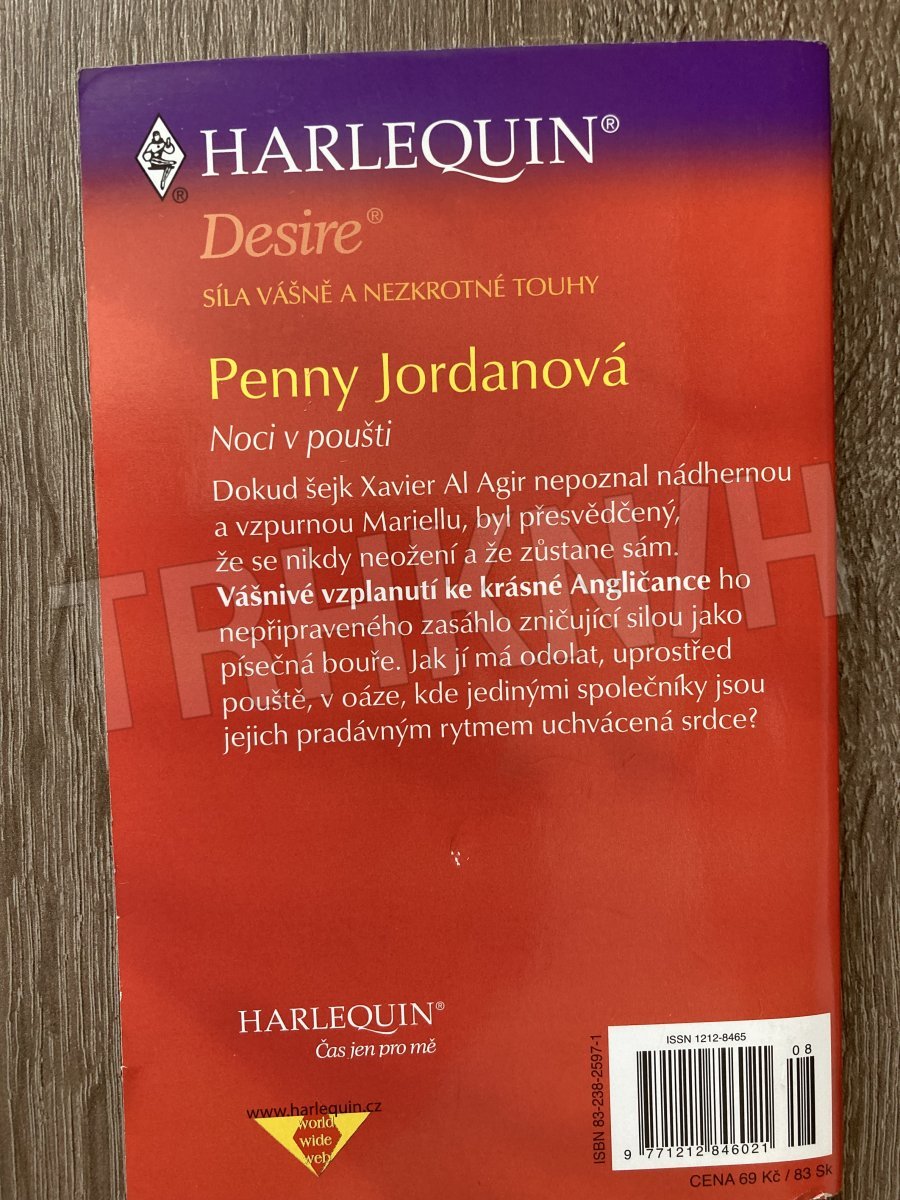 HARLEQUIN®
®
Desire®
SÍLA VÁŠNĚ A NEZKROTNÉ TOUHY
Penny Jordanová
Noci v poušti
Dokud šejk Xavier Al Agir nepoznal nádhernou
a vzpurnou Mariellu, byl přesvědčený,
že se nikdy neožení a že zůstane sám.
Vášnivé vzplanutí ke krásné Angličance ho
nepřipraveného zasáhlo zničující silou jako
písečná bouře. Jak jí má odolat, uprostřed
pouště, v oáze, kde jedinými společníky jsou
jejich pradávným rytmem uchvácená srdce?
TRHKNIH
HARLEQUIN®
Čas jen pro mě
www.harlequin.cz
world
wide
web
ISBN 83-238-2597-1
ISSN 1212-8465
08
9 771212 846021
CENA 69 Kč / 83 Sk